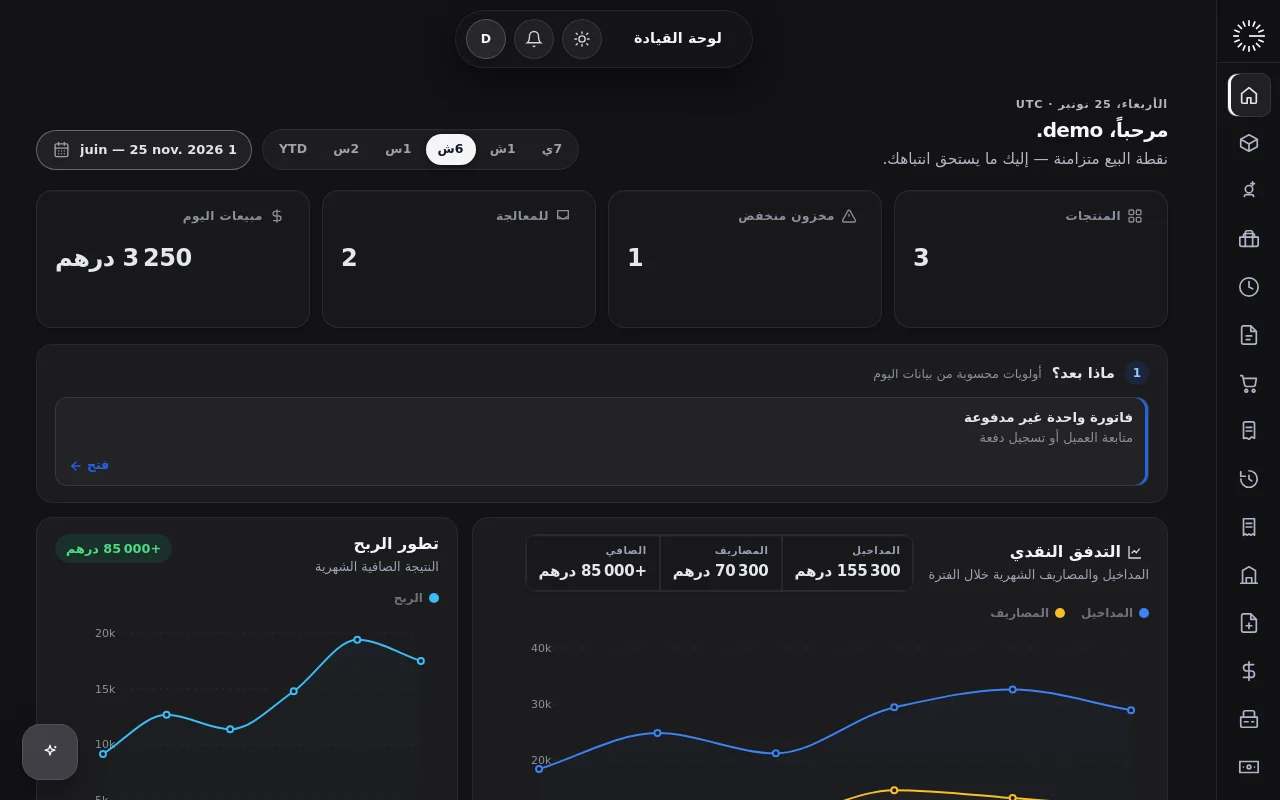 لوحة القيادة
D
الأربعاء، 25 نونبر · UTC
مرحباً، demo.
نقطة البيع متزامنة — إليك ما يستحق انتباهك.
7ي
1ش
6ش
1س
2س
YTD
1 juin — 25 nov. 2026
المنتجات
3
مخزون منخفض
1
للمعالجة
2
مبيعات اليوم
3 250 درهم
1
ماذا بعد؟ أولويات محسوبة من بيانات اليوم
فاتورة واحدة غير مدفوعة
متابعة العميل أو تسجيل دفعة
فتح ←
التدفق النقدي
المداخيل والمصاريف الشهرية خلال الفترة
المداخيل
155 300 درهم
المصاريف
70 300 درهم
الصافي
+85 000 درهم
المداخيل
المصاريف
40k
30k
20k
تطور الربح
النتيجة الصافية الشهرية
+85 000 درهم
الربح
20k
15k
10k
5k